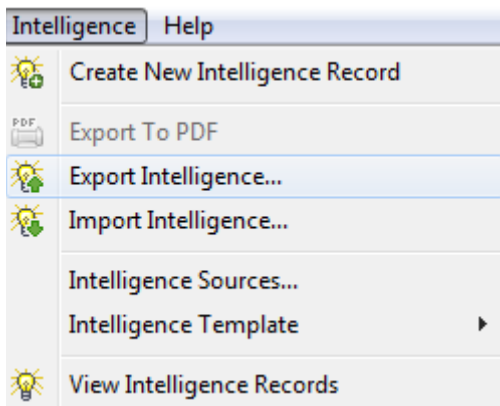 Intelligence Help
Create New Intelligence Record
PDF Export To PDF
Export Intelligence...
Import Intelligence...
Intelligence Sources...
Intelligence Template
View Intelligence Records